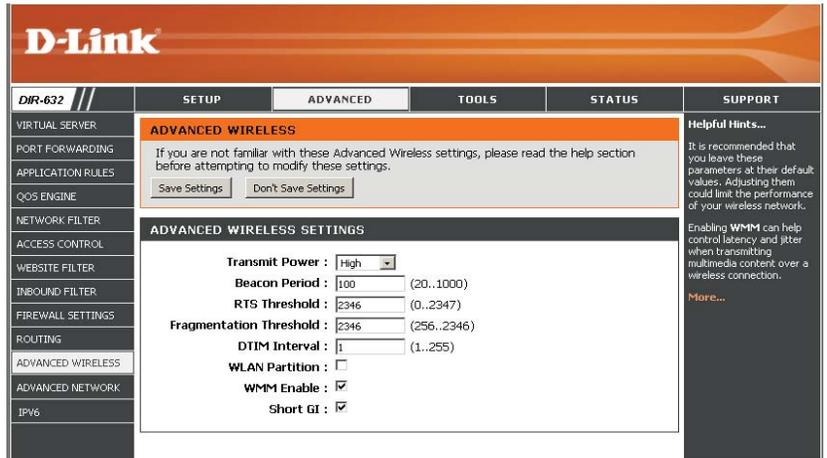 D-Link
DIR-632
SETUP
ADVANCED
TOOLS
STATUS
SUPPORT
VIRTUAL SERVER
PORT FORWARDING
APPLICATION RULES
QOS ENGINE
NETWORK FILTER
ACCESS CONTROL
WEBSITE FILTER
INBOUND FILTER
FIREWALL SETTINGS
ROUTING
ADVANCED WIRELESS
ADVANCED NETWORK
IPV6
ADVANCED WIRELESS
If you are not familiar with these Advanced Wireless settings, please read the help section
before attempting to modify these settings.
Save Settings
Don't Save Settings
ADVANCED WIRELESS SETTINGS
Transmit Power : High
Beacon Period : 100 (20..1000)
RTS Threshold : 2346 (0..2347)
Fragmentation Threshold : 2346 (256..2346)
DTIM Interval : 1 (1..255)
WLAN Partition :
WMM Enable :
Short GI :
Helpful Hints...
It is recommended that
you leave these
parameters at their default
values. Adjusting them
could limit the performance
of your wireless network.
Enabling WMM can help
control latency and jitter
when transmitting
multimedia content over a
wireless connection.
More...